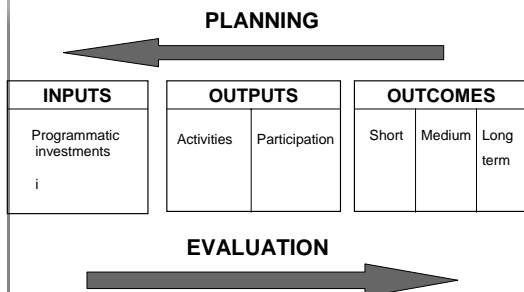 PLANNING
INPUTS
Programmatic
investments
i
OUTPUTS
Activities
Participation
OUTCOMES
Short
Medium
Long
term
EVALUATION